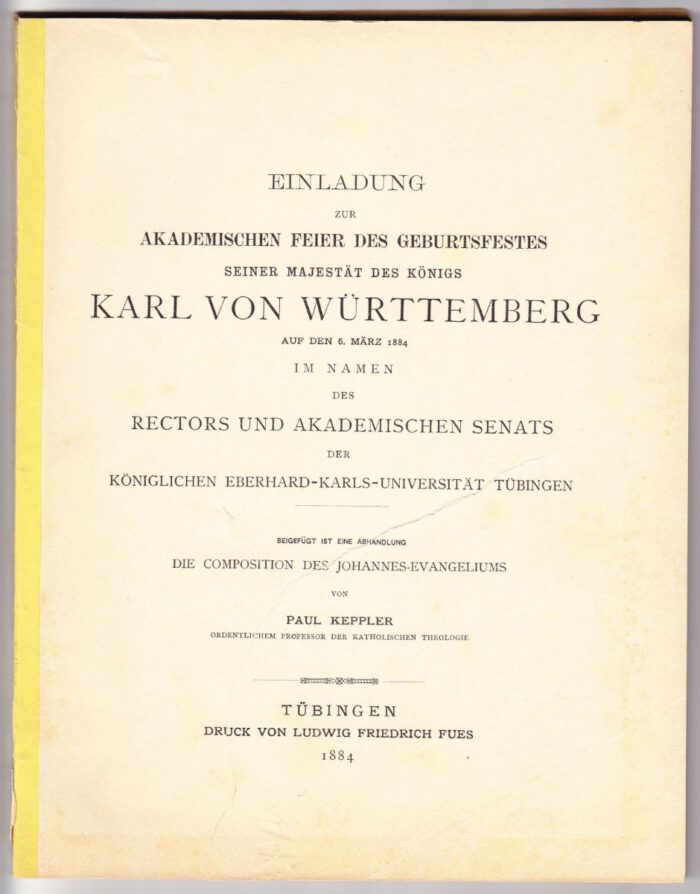 EINLADUNG
ZUR
AKADEMISCHEN FEIER DES GEBURTSFESTES
SEINER MAJESTÄT DES KÖNIGS
KARL VON WÜRTTEMBERG
AUF DEN 6. MÄRZ 1884
IM NAMEN
DES
RECTORS UND AKADEMISCHEN SENATS
DER
KÖNIGLICHEN EBERHARD-KARLS-UNIVERSITÄT TÜBINGEN
BEIGEFÜGT IST EINE ABHANDLUNG
DIE COMPOSITION DES JOHANNES-EVANGELIUMS
VON
PAUL KEPPLER
ORDENTLICHEM PROFESSOR DER KATHOLISCHEN THEOLOGIE
TÜBINGEN
DRUCK VON LUDWIG FRIEDRICH FUES
1884